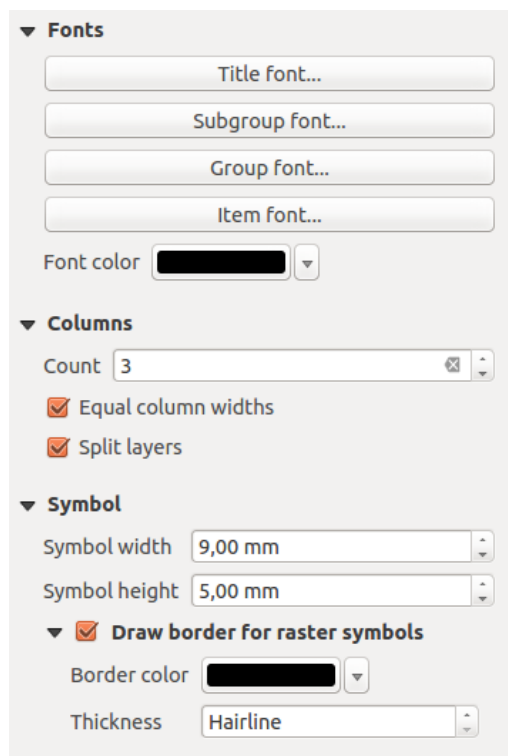 Fonts
Title font...
Subgroup font...
Group font...
Item font...
Font color
Columns
Count 3
Equal column widths
Split layers
Symbol
Symbol width 9,00 mm
Symbol height 5,00 mm
Draw border for raster symbols
Border color
Thickness Hairline